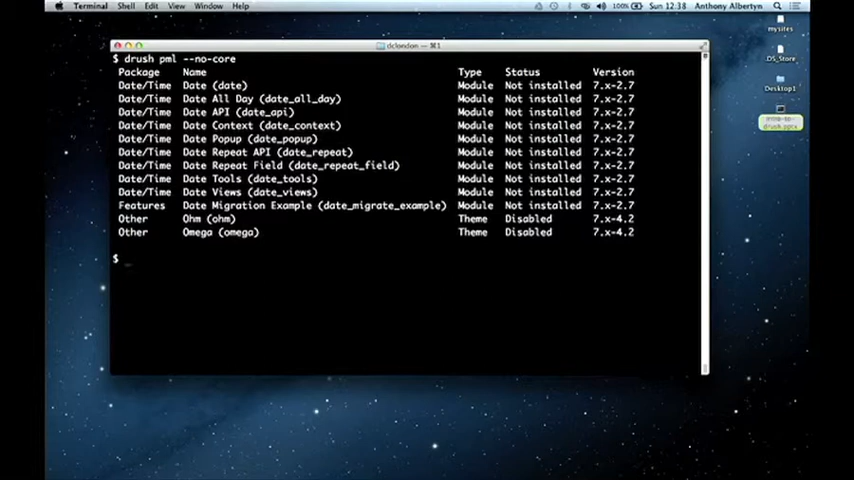 Terminal Shell Edit View Window Help 100% Sun 12:38 Anthony Albertyn
mysites
DS_Store
Desktop1
dclondon — ⌘1
$ drush pml --no-core
Package Name Type Status Version
Date/Time Date (date) Module Not installed 7.x-2.7
Date/Time Date All Day (date_all_day) Module Not installed 7.x-2.7
Date/Time Date API (date_api) Module Not installed 7.x-2.7
Date/Time Date Context (date_context) Module Not installed 7.x-2.7
Date/Time Date Popup (date_popup) Module Not installed 7.x-2.7
Date/Time Date Repeat API (date_repeat) Module Not installed 7.x-2.7
Date/Time Date Repeat Field (date_repeat_field) Module Not installed 7.x-2.7
Date/Time Date Tools (date_tools) Module Not installed 7.x-2.7
Date/Time Date Views (date_views) Module Not installed 7.x-2.7
Features Date Migration Example (date_migrate_example) Module Not installed 7.x-2.7
Other Ohm (ohm) Theme Disabled 7.x-4.2
Other Omega (omega) Theme Disabled 7.x-4.2
$ _